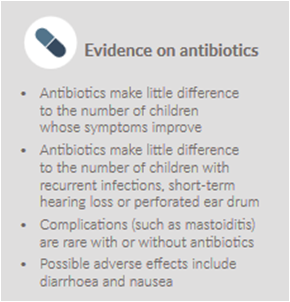 Evidence on antibiotics
• Antibiotics make little difference
to the number of children
whose symptoms improve
• Antibiotics make little difference
to the number of children with
recurrent infections, short-term
hearing loss or perforated ear drum
• Complications (such as mastoiditis)
are rare with or without antibiotics
• Possible adverse effects include
diarrhoea and nausea